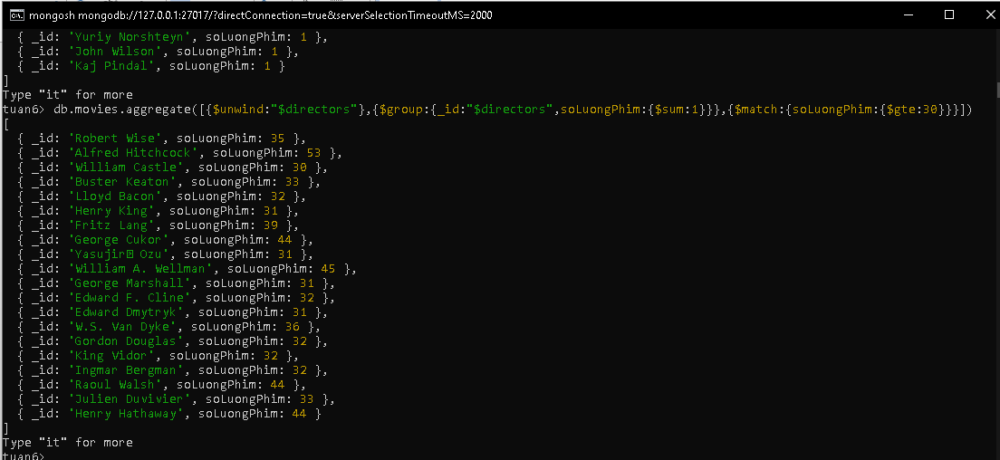 mongosh mongodb://127.0.0.1:27017/?directConnection=true&serverSelectionTimeoutMS=2000
{ _id: 'Yuriy Norshteyn', soLuongPhim: 1 },
{ _id: 'John Wilson', soLuongPhim: 1 },
{ _id: 'Kaj Pindal', soLuongPhim: 1 }
]
Type "it" for more
tuan6> db.movies.aggregate([{$unwind:"$directors"},{$group:{_id:"$directors",soLuongPhim:{$sum:1}}},{$match:{soLuongPhim:{$gte:30}}}])
[
{ _id: 'Robert Wise', soLuongPhim: 35 },
{ _id: 'Alfred Hitchcock', soLuongPhim: 53 },
{ _id: 'William Castle', soLuongPhim: 30 },
{ _id: 'Buster Keaton', soLuongPhim: 33 },
{ _id: 'Lloyd Bacon', soLuongPhim: 32 },
{ _id: 'Henry King', soLuongPhim: 31 },
{ _id: 'Fritz Lang', soLuongPhim: 39 },
{ _id: 'George Cukor', soLuongPhim: 44 },
{ _id: 'Yasujir� Ozu', soLuongPhim: 31 },
{ _id: 'William A. Wellman', soLuongPhim: 45 },
{ _id: 'George Marshall', soLuongPhim: 31 },
{ _id: 'Edward F. Cline', soLuongPhim: 32 },
{ _id: 'Edward Dmytryk', soLuongPhim: 31 },
{ _id: 'W.S. Van Dyke', soLuongPhim: 36 },
{ _id: 'Gordon Douglas', soLuongPhim: 32 },
{ _id: 'King Vidor', soLuongPhim: 32 },
{ _id: 'Ingmar Bergman', soLuongPhim: 32 },
{ _id: 'Raoul Walsh', soLuongPhim: 44 },
{ _id: 'Julien Duvivier', soLuongPhim: 33 },
{ _id: 'Henry Hathaway', soLuongPhim: 44 }
]
Type "it" for more
tuan6>